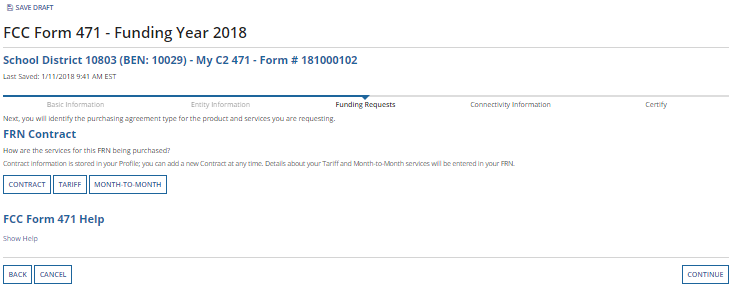 SAVE DRAFT
FCC Form 471 - Funding Year 2018
School District 10803 (BEN: 10029) - My C2 471 - Form # 181000102
Last Saved: 1/11/2018 9:41 AM EST
Basic Information Entity Information Funding Requests Connectivity Information Certify
Next, you will identify the purchasing agreement type for the product and services you are requesting.
FRN Contract
How are the services for this FRN being purchased?
Contract information is stored in your Profile; you can add a new Contract at any time. Details about your Tariff and Month-to-Month services will be entered in your FRN.
CONTRACT TARIFF MONTH-TO-MONTH
FCC Form 471 Help
Show Help
BACK CANCEL CONTINUE